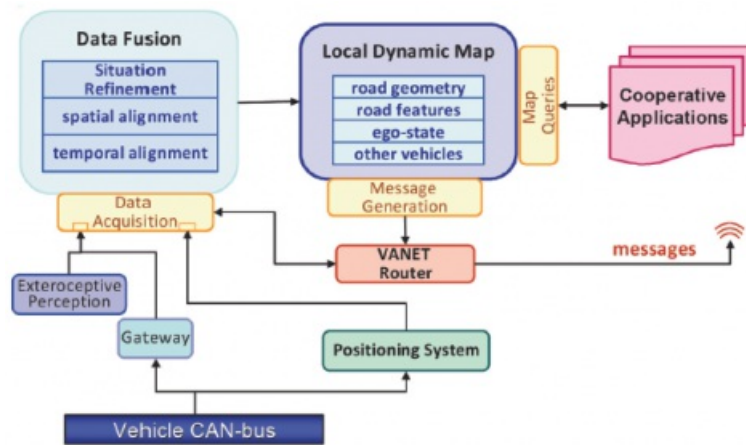 Data Fusion
Situation
Refinement
spatial alignment
temporal alignment
Data
Acquisition
Local Dynamic Map
road geometry
road features
ego-state
other vehicles
Map
Queries
Cooperative
Applications
Message
Generation
VANET
Router
messages
Exteroceptive
Perception
Gateway
Positioning System
Vehicle CAN-bus